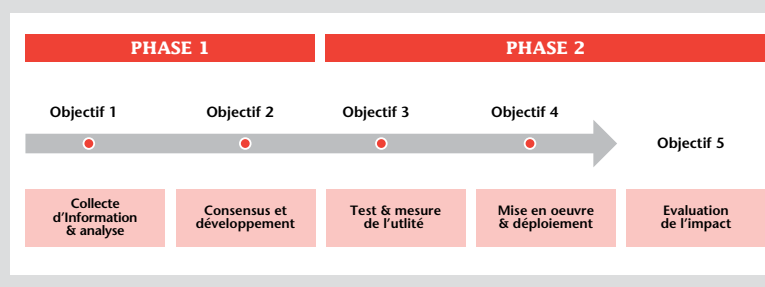 PHASE 1
PHASE 2
Objectif 1
Objectif 2
Objectif 3
Objectif 4
Objectif 5
Collecte
d'Information
& analyse
Consensus et
développement
Test & mesure
de l'utlité
Mise en oeuvre
& déploiement
Evaluation
de l'impact